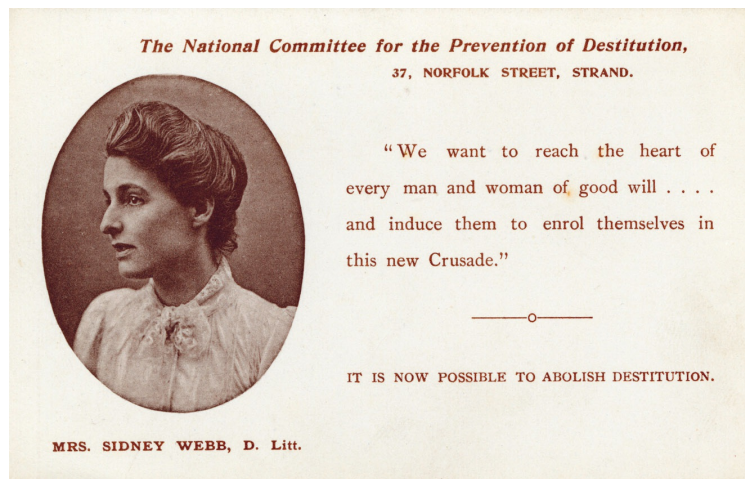 The National Committee for the Prevention of Destitution,
37, NORFOLK STREET, STRAND.
"We want to reach the heart of
every man and woman of good will . . . .
and induce them to enrol themselves in
this new Crusade."
IT IS NOW POSSIBLE TO ABOLISH DESTITUTION.
MRS. SIDNEY WEBB, D. Litt.